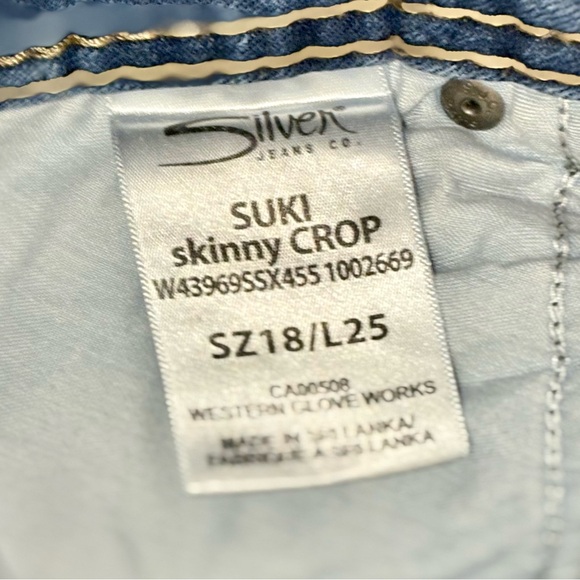 Silver
JEANS CO.
SUKI
skinny CROP
W43969SSX455 1002669
SZ18/L25
CA00508
WESTERN GLOVE WORKS
MADE IN SRI LANKA/
FABRIQUE A SRI LANKA